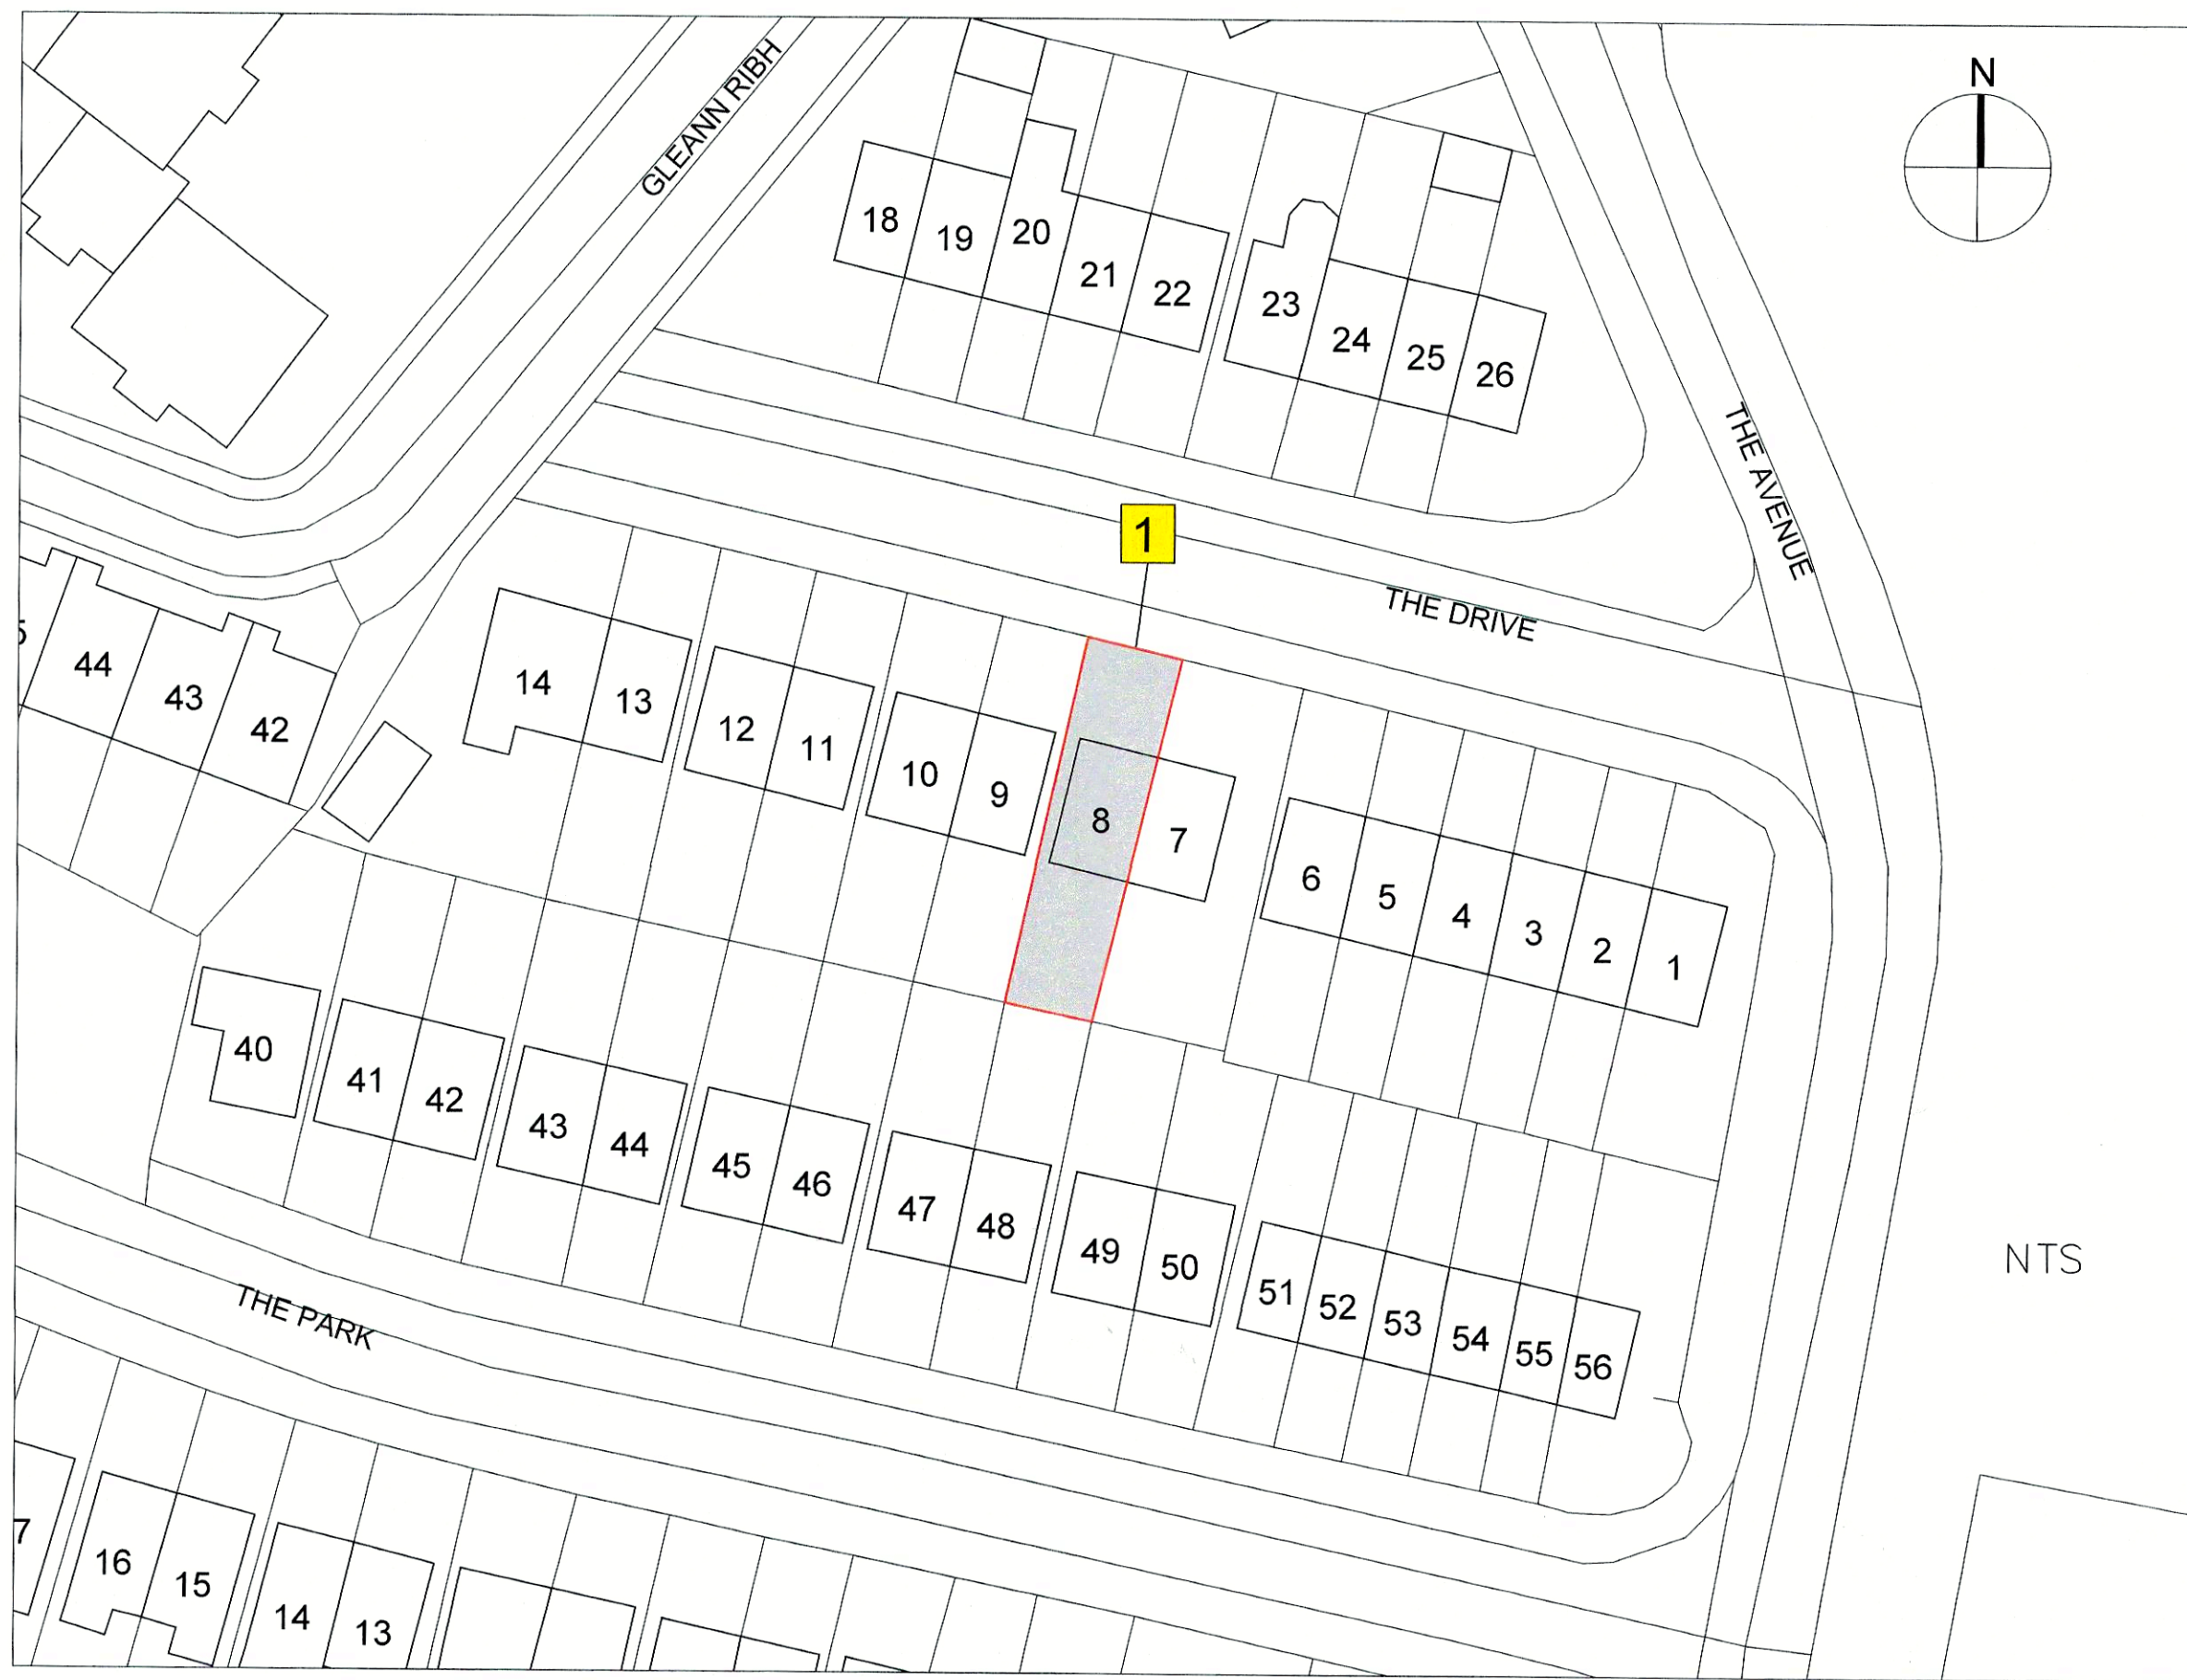 N
GLEANN RIBH
18 19 20 21 22 23 24 25 26
THE AVENUE
1
THE DRIVE
5 44 43 42
14 13 12 11 10 9 8 7 6 5 4 3 2 1
40 41 42 43 44 45 46 47 48 49 50 51 52 53 54 55 56
NTS
THE PARK
7 16 15 14 13